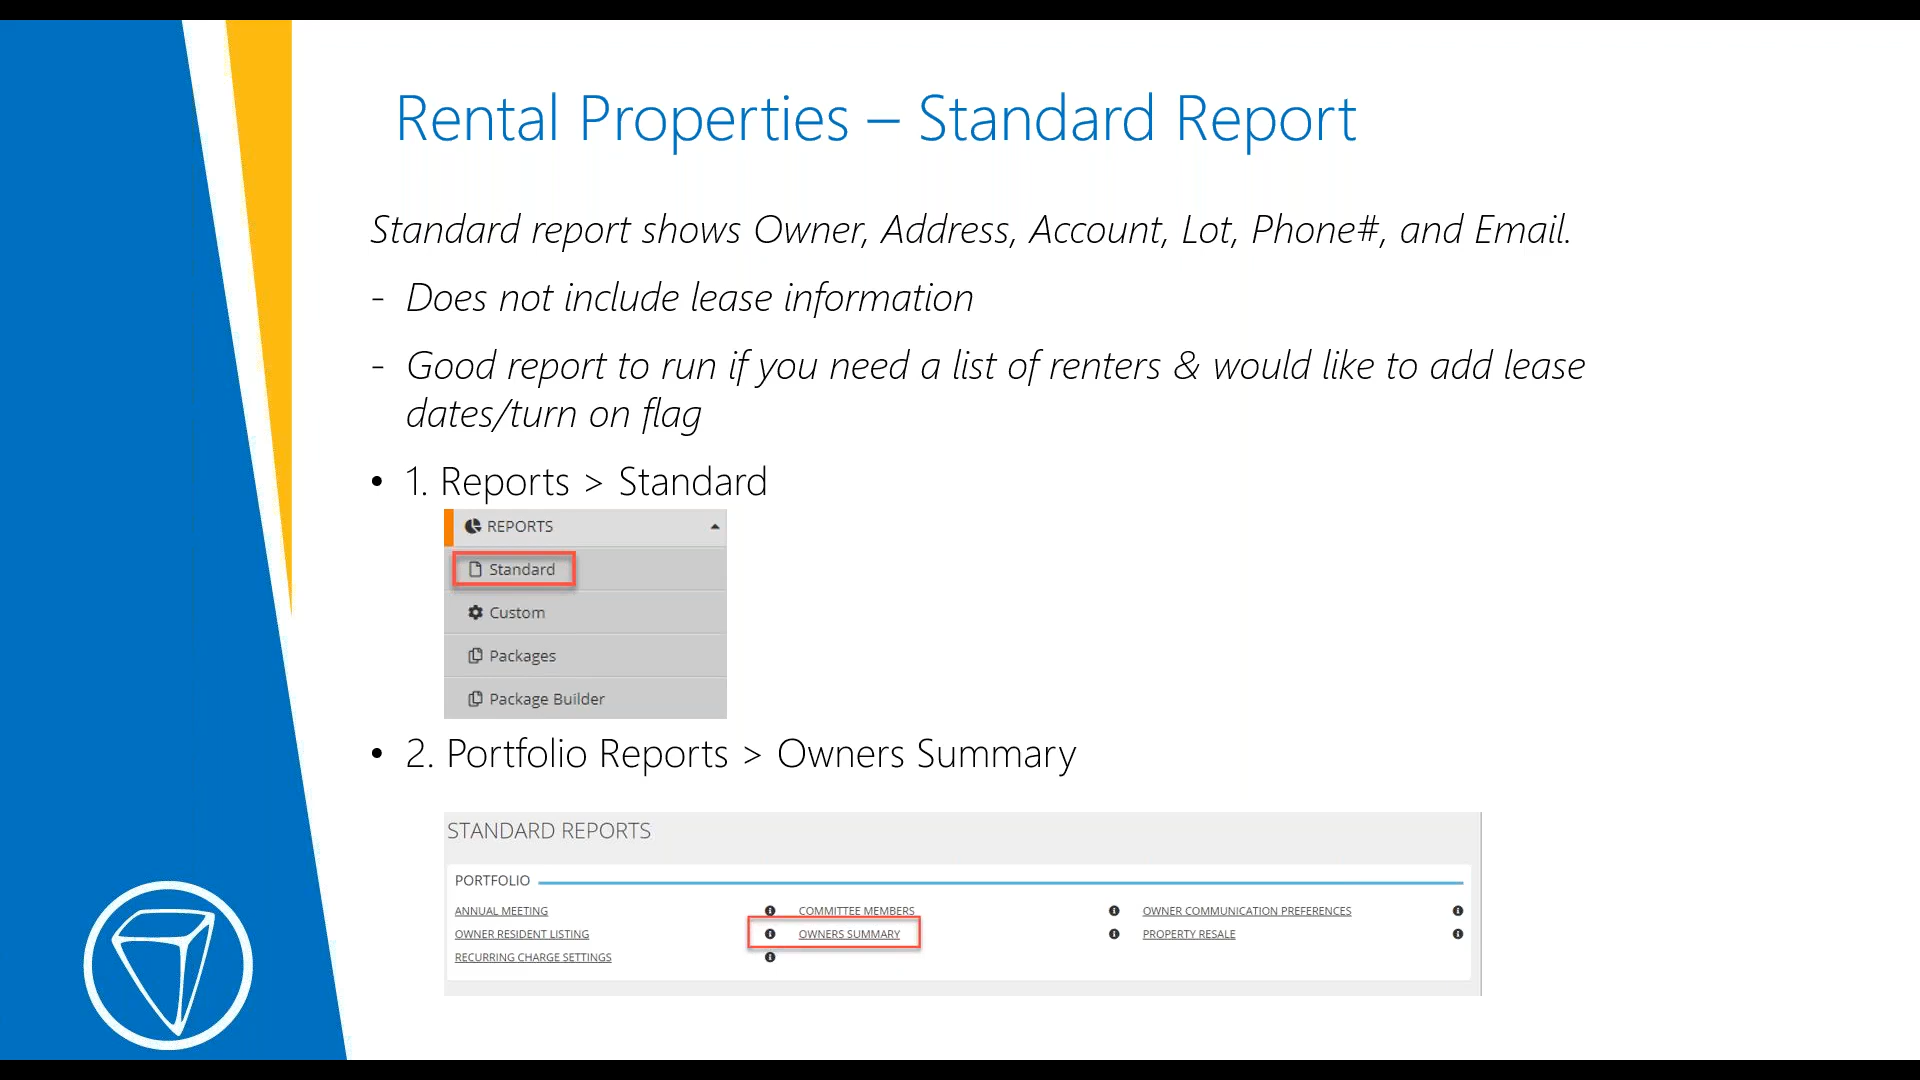 Rental Properties – Standard Report
Standard report shows Owner, Address, Account, Lot, Phone#, and Email.
- Does not include lease information
- Good report to run if you need a list of renters & would like to add lease
dates/turn on flag
• 1. Reports > Standard
REPORTS
Standard
Custom
Packages
Package Builder
• 2. Portfolio Reports > Owners Summary
STANDARD REPORTS
PORTFOLIO
ANNUAL MEETING COMMITTEE MEMBERS OWNER COMMUNICATION PREFERENCES
OWNER RESIDENT LISTING OWNERS SUMMARY PROPERTY RESALE
RECURRING CHARGE SETTINGS